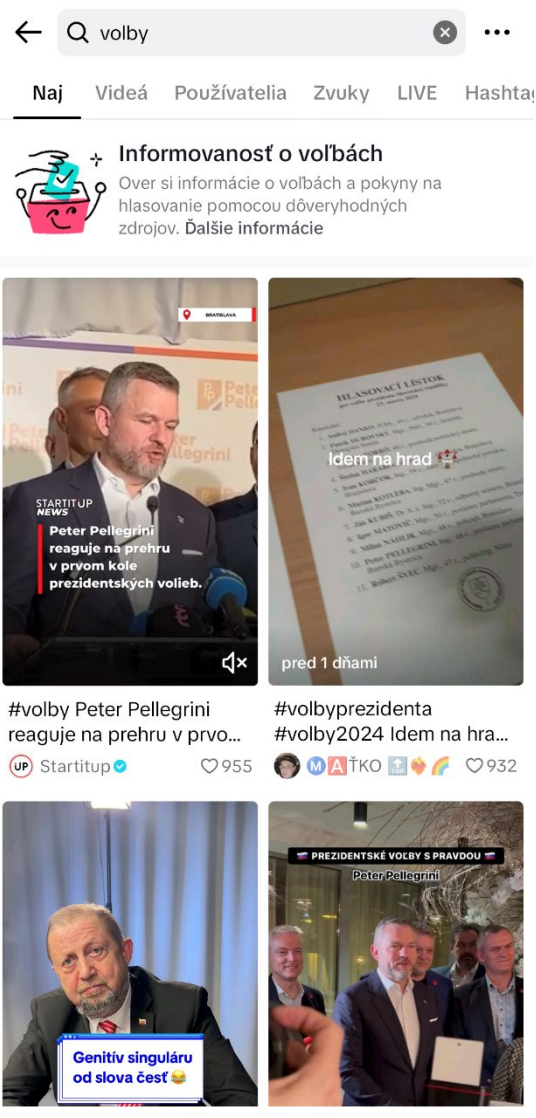 volby
Naj Videá Používatelia Zvuky LIVE Hashtag
Informovanosť o voľbách
Over si informácie o voľbách a pokyny na
hlasovanie pomocou dôveryhodných
zdrojov. Ďalšie informácie
BRATISLAVA
STARTITUP
NEWS
Peter Pellegrini
reaguje na prehru
v prvom kole
prezidentských volieb.
#volby Peter Pellegrini
reaguje na prehru v prvo...
UP Startitup
955
HLASOVACÍ LÍSTOK
Idem na hrad
pred 1 dňami
#volbyprezidenta
#volby2024 Idem na hra...
MAŤKO TOP
932
Genitív singuláru
od slova česť 😂
PREZIDENTSKÉ VOĽBY S PRAVDOU
Peter Pellegrini